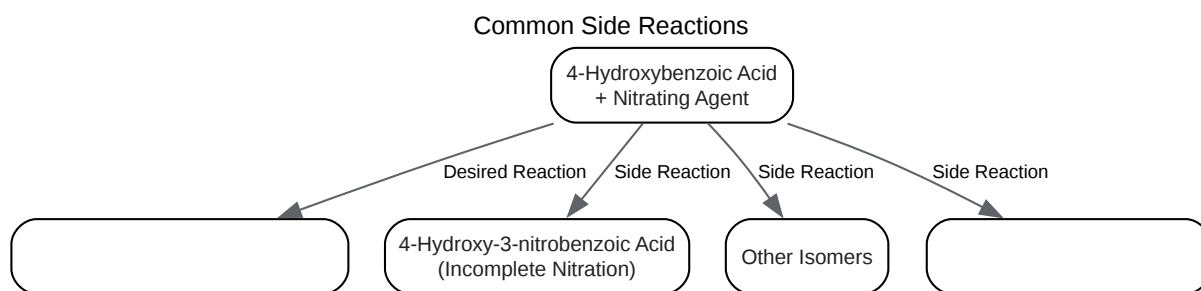 Common Side Reactions
4-Hydroxybenzoic Acid
+ Nitrating Agent
Desired Reaction
Side Reaction
Side Reaction
Side Reaction
4-Hydroxy-3-nitrobenzoic Acid
(Incomplete Nitration)
Other Isomers